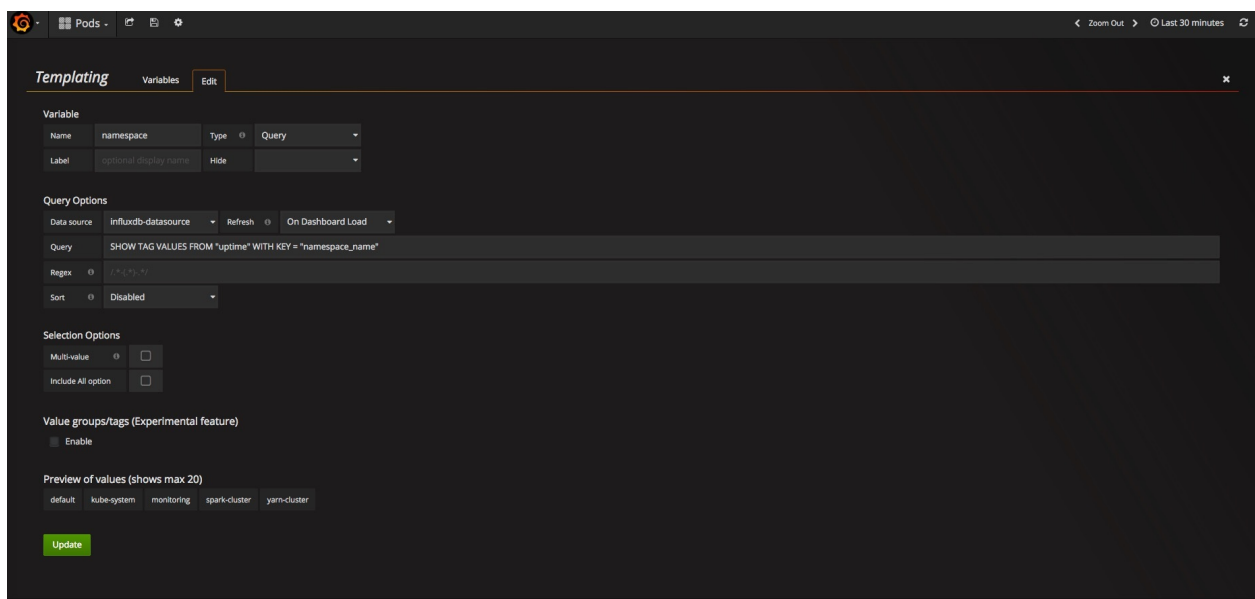 Pods
Zoom Out Last 30 minutes
Templating Variables Edit
Variable
Name namespace Type Query
Label optional display name Hide
Query Options
Data source influxdb-datasource Refresh On Dashboard Load
Query SHOW TAG VALUES FROM "uptime" WITH KEY = "namespace_name"
Regex /.*-(.*)-.*/
Sort Disabled
Selection Options
Multi-value
Include All option
Value groups/tags (Experimental feature)
Enable
Preview of values (shows max 20)
default kube-system monitoring spark-cluster yarn-cluster
Update